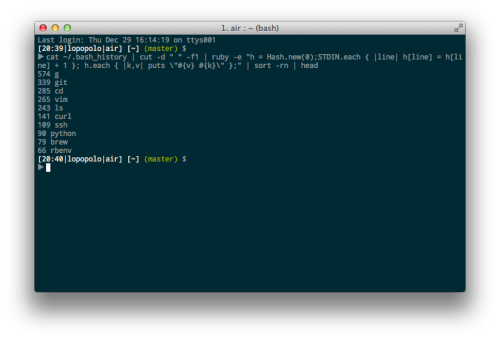 1. air : ~ (bash)
Last login: Thu Dec 29 16:14:19 on ttys001
[20:39|lopopolo|air] [~] (master) $
▶ cat ~/.bash_history | cut -d " " -f1 | ruby -e "h = Hash.new(0);STDIN.each { |line| h[line] = h[li
ne] + 1 }; h.each { |k,v| puts \"#{v} #{k}\" };" | sort -rn | head
574 g
339 git
285 cd
265 vim
243 ls
141 curl
109 ssh
90 python
79 brew
66 rbenv
[20:40|lopopolo|air] [~] (master) $
▶